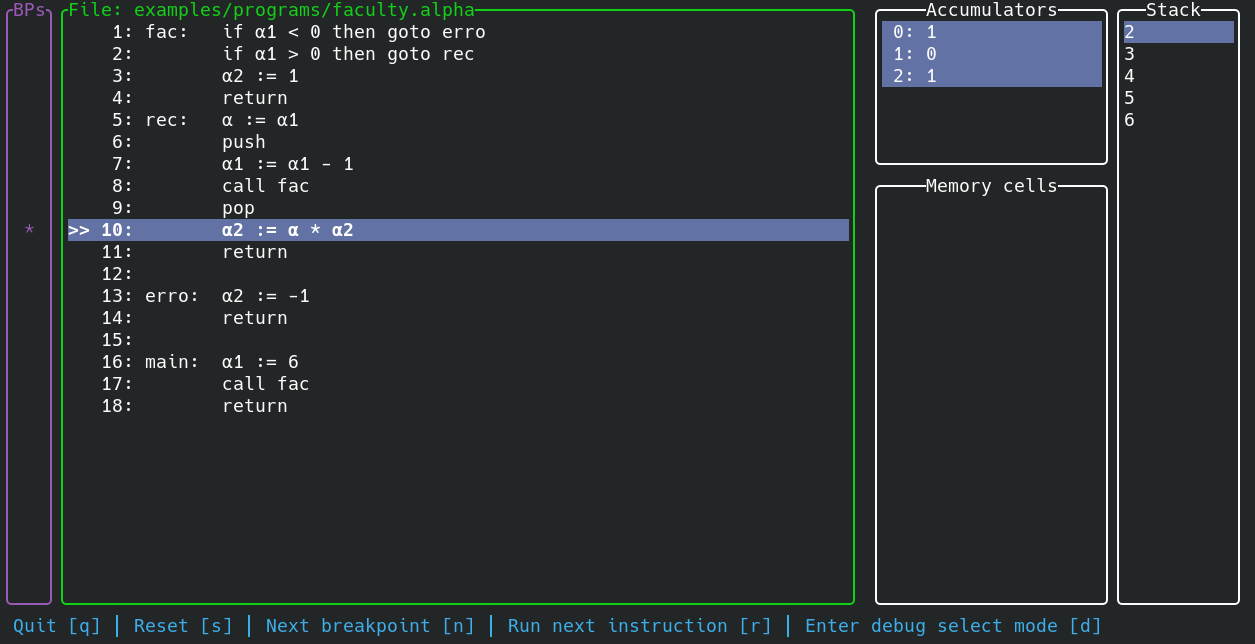 BPs
*
File: examples/programs/faculty.alpha
1: fac:   if α1 < 0 then goto erro
2:        if α1 > 0 then goto rec
3:        α2 := 1
4:        return
5: rec:   α := α1
6:        push
7:        α1 := α1 - 1
8:        call fac
9:        pop
>> 10:        α2 := α * α2
11:        return
12:
13: erro:  α2 := -1
14:        return
15:
16: main:  α1 := 6
17:        call fac
18:        return
Accumulators
0: 1
1: 0
2: 1
Memory cells
Stack
2
3
4
5
6
Quit [q] │ Reset [s] │ Next breakpoint [n] │ Run next instruction [r] │ Enter debug select mode [d]